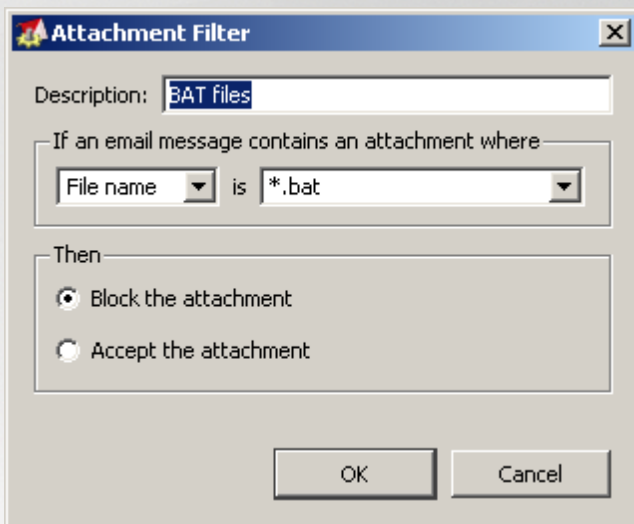 Attachment Filter
Description: BAT files
If an email message contains an attachment where
File name is *.bat
Then
Block the attachment
Accept the attachment
OK Cancel